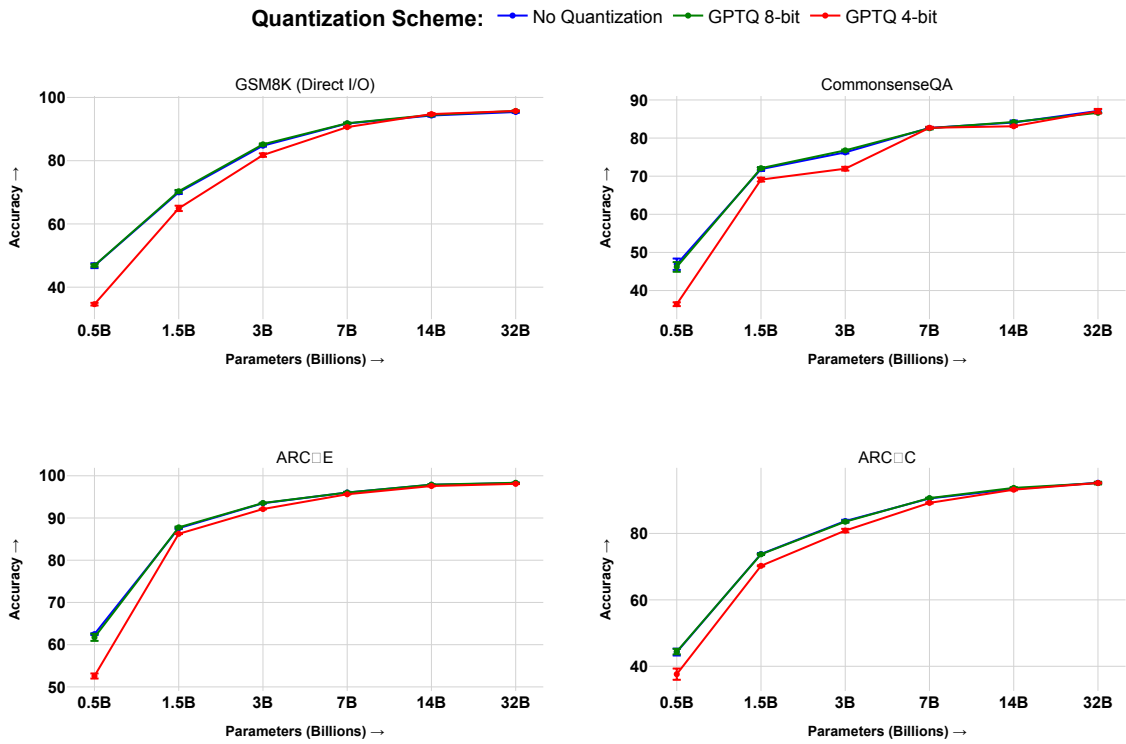 Quantization Scheme: No Quantization GPTQ 8-bit GPTQ 4-bit
GSM8K (Direct I/O)
100
80
60
40
Accuracy →
0.5B 1.5B 3B 7B 14B 32B
Parameters (Billions) →
CommonsenseQA
90
80
70
60
50
40
Accuracy →
0.5B 1.5B 3B 7B 14B 32B
Parameters (Billions) →
ARC□E
100
90
80
70
60
50
Accuracy →
0.5B 1.5B 3B 7B 14B 32B
Parameters (Billions) →
ARC□C
80
60
40
Accuracy →
0.5B 1.5B 3B 7B 14B 32B
Parameters (Billions) →